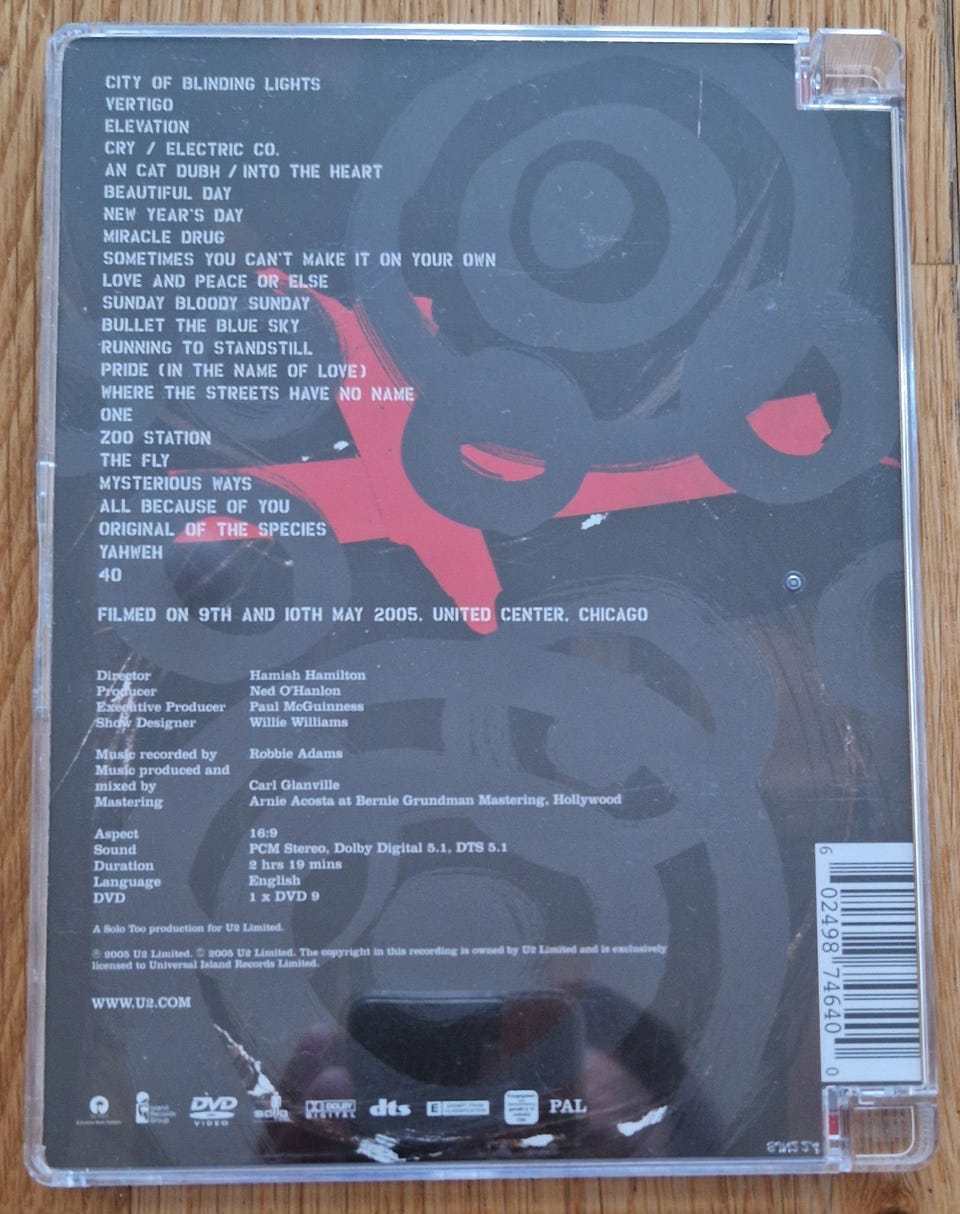 CITY OF BLINDING LIGHTS
VERTIGO
ELEVATION
CRY / ELECTRIC CO.
AN CAT DUBH / INTO THE HEART
BEAUTIFUL DAY
NEW YEAR'S DAY
MIRACLE DRUG
SOMETIMES YOU CAN'T MAKE IT ON YOUR OWN
LOVE AND PEACE OR ELSE
SUNDAY BLOODY SUNDAY
BULLET THE BLUE SKY
RUNNING TO STANDSTILL
PRIDE (IN THE NAME OF LOVE)
WHERE THE STREETS HAVE NO NAME
ONE
ZOO STATION
THE FLY
MYSTERIOUS WAYS
ALL BECAUSE OF YOU
ORIGINAL OF THE SPECIES
YAHWEH
40
FILMED ON 9TH AND 10TH MAY 2005, UNITED CENTER, CHICAGO
Director Hamish Hamilton
Producer Ned O'Hanlon
Executive Producer Paul McGuinness
Show Designer Willie Williams
Music recorded by Robbie Adams
Music produced and
mixed by Carl Glanville
Mastering Arnie Acosta at Bernie Grundman Mastering, Hollywood
Aspect 16:9
Sound PCM Stereo, Dolby Digital 5.1, DTS 5.1
Duration 2 hrs 19 mins
Language English
DVD 1 x DVD 9
A Solo Too production for U2 Limited.
℗ 2005 U2 Limited. © 2005 U2 Limited. The copyright in this recording is owned by U2 Limited and is exclusively
licensed to Universal Island Records Limited.
WWW.U2.COM
6 02498 74640 0
Island Records Group
DVD VIDEO
DOLBY DIGITAL
dts
E EXEMPT FROM CLASSIFICATION
PAL